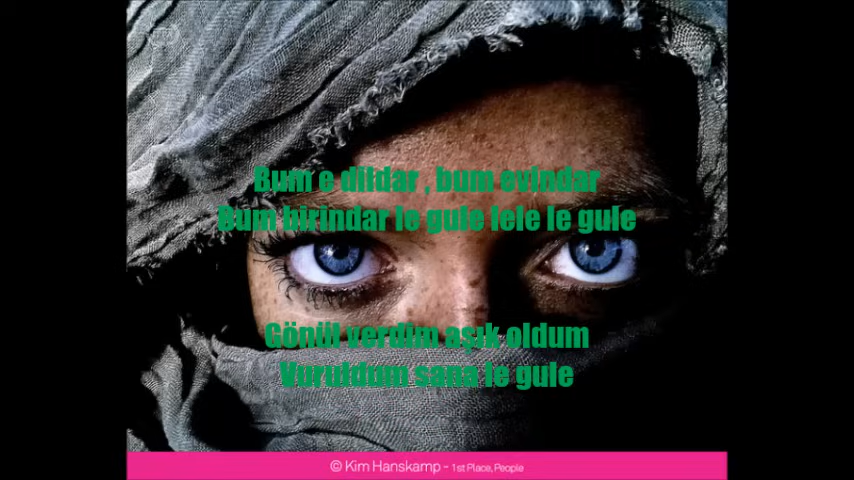 Bum e dildar , bum evindar
Bum birindar le gule lele le gule
Gönül verdim aşık oldum
Vuruldum sana le gule
© Kim Hanskamp - 1st Place, People